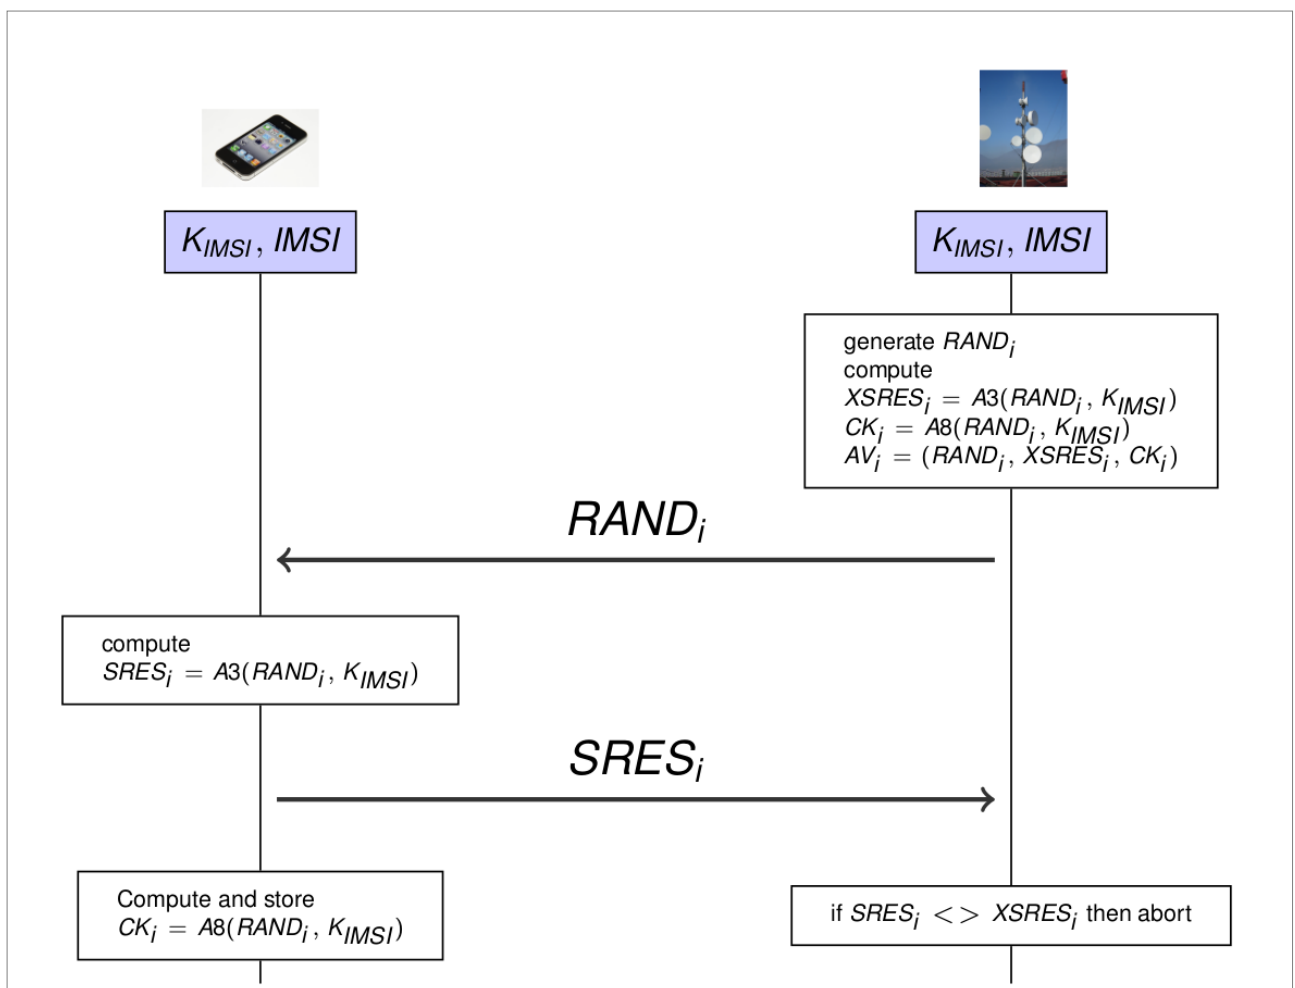 K_IMSI, IMSI
K_IMSI, IMSI
generate RAND_i
compute
XSRES_i = A3(RAND_i, K_IMSI)
CK_i = A8(RAND_i, K_IMSI)
AV_i = (RAND_i, XSRES_i, CK_i)
RAND_i
compute
SRES_i = A3(RAND_i, K_IMSI)
SRES_i
Compute and store
CK_i = A8(RAND_i, K_IMSI)
if SRES_i <> XSRES_i then abort